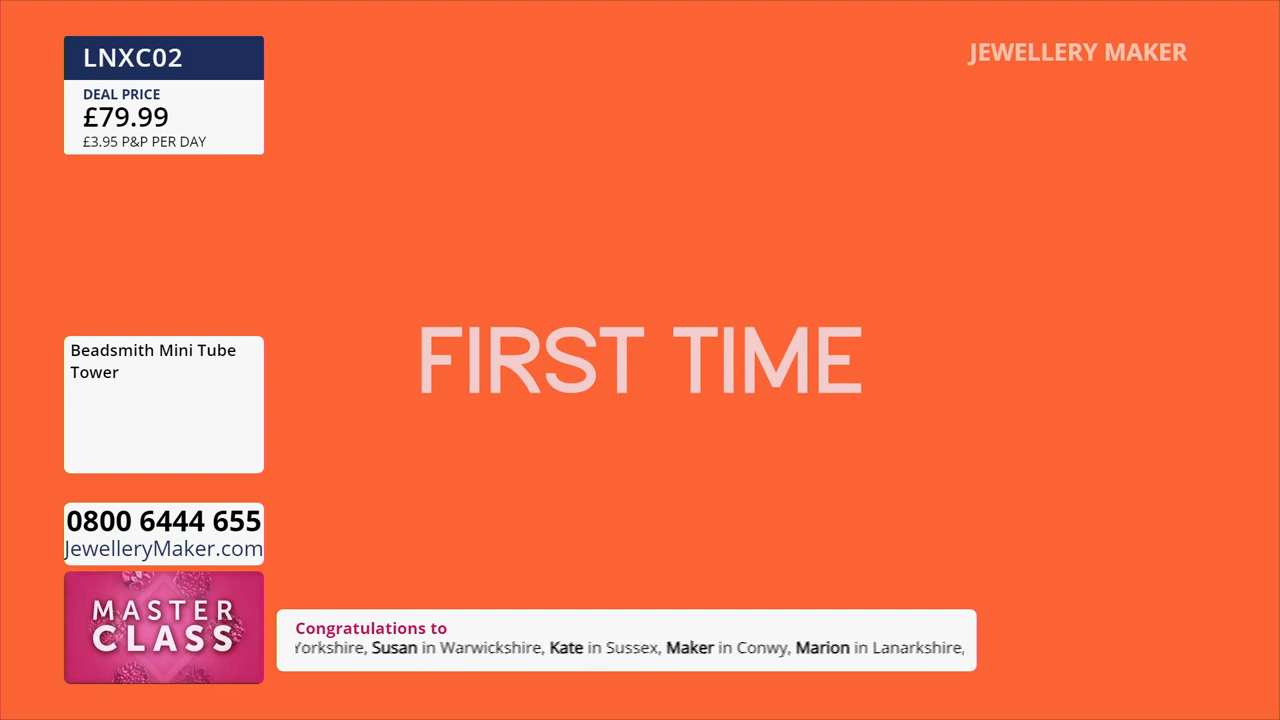 LNXC02
DEAL PRICE
£79.99
£3.95 P&P PER DAY
JEWELLERY MAKER
FIRST TIME
Beadsmith Mini Tube
Tower
0800 6444 655
JewelleryMaker.com
MASTER
CLASS
Congratulations to
Yorkshire, Susan in Warwickshire, Kate in Sussex, Maker in Conwy, Marion in Lanarkshire,